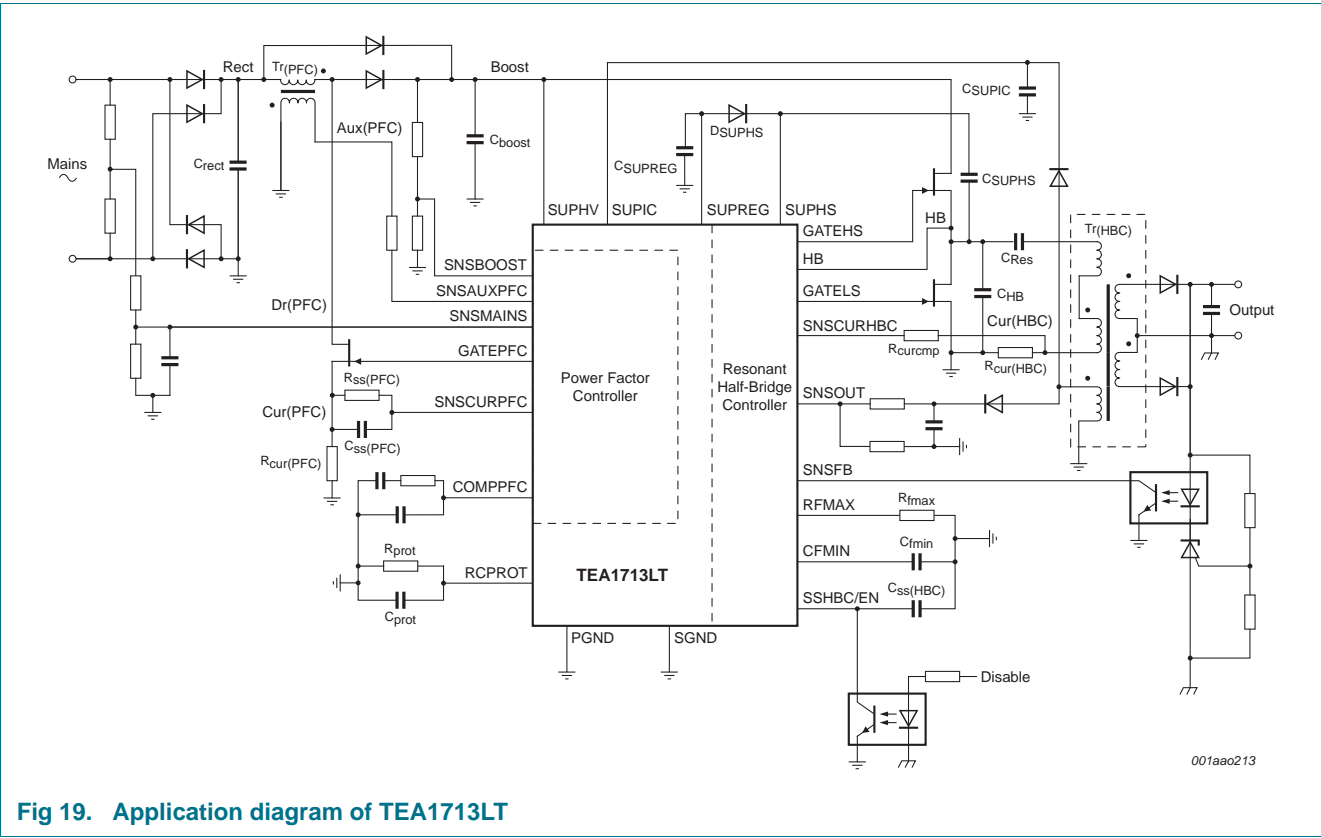 Rect
Tr(PFC)
Boost
CSUPIC
Aux(PFC)
DSUPHS
Mains
Crect
Cboost
CSUPREG
CSUPHS
SUPHV
SUPIC
SUPREG
SUPHS
GATEHS
HB
Tr(HBC)
SNSBOOST
HB
CRes
SNSAUXPFC
GATELS
CHB
Output
Dr(PFC)
SNSMAINS
SNSCURHBC
Cur(HBC)
GATEPFC
Rcurcmp
Rcur(HBC)
Rss(PFC)
Power Factor
Controller
Resonant
Half-Bridge
Controller
Cur(PFC)
SNSCURPFC
SNSOUT
Css(PFC)
Rcur(PFC)
SNSFB
COMPPFC
RFMAX
Rfmax
Rprot
CFMIN
Cfmin
RCPROT
TEA1713LT
SSHBC/EN
Css(HBC)
Cprot
PGND
SGND
Disable
001aao213
Fig 19. Application diagram of TEA1713LT